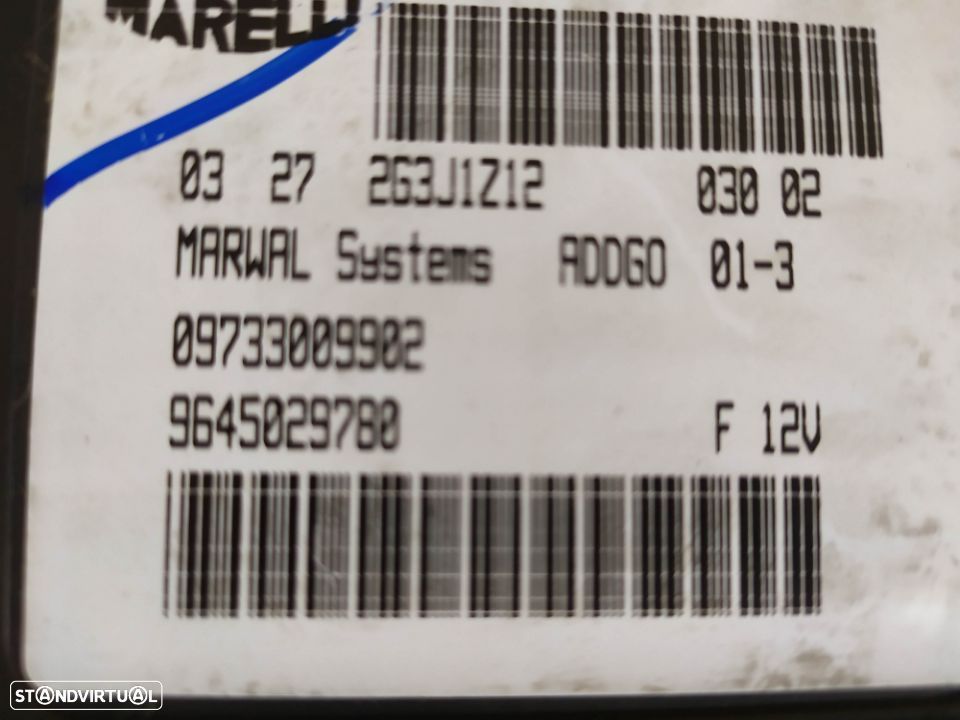 MARELLI
03 27 2G3J1Z12 030 02
MARWAL Systems ADDGO 01-3
09733009902
9645029780 F 12V
STANDVIRTUAL